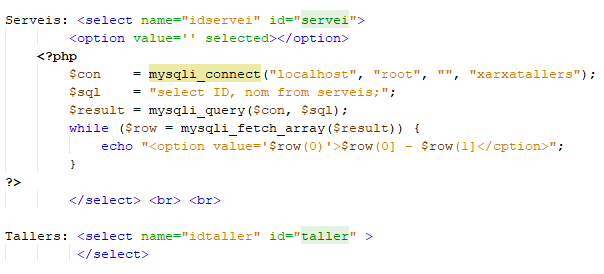 Serveis: <select name="idservei" id="servei">
<option value='' selected></option>
<?php
$con = mysqli_connect("localhost", "root", "", "xarxatallers");
$sql = "select ID, nom from serveis;";
$result = mysqli_query($con, $sql);
while ($row = mysqli_fetch_array($result)) {
echo "<option value='$row(0)'>$row(0] - $row(1]</cption>";
}
?>
</select> <br> <br>
Tallers: <select name="idtaller" id="taller" >
</select>